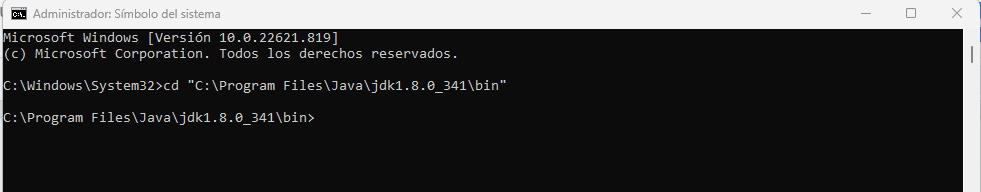 Administrador: Símbolo del sistema
Microsoft Windows [Versión 10.0.22621.819]
(c) Microsoft Corporation. Todos los derechos reservados.
C:\Windows\System32>cd "C:\Program Files\Java\jdk1.8.0_341\bin"
C:\Program Files\Java\jdk1.8.0_341\bin>